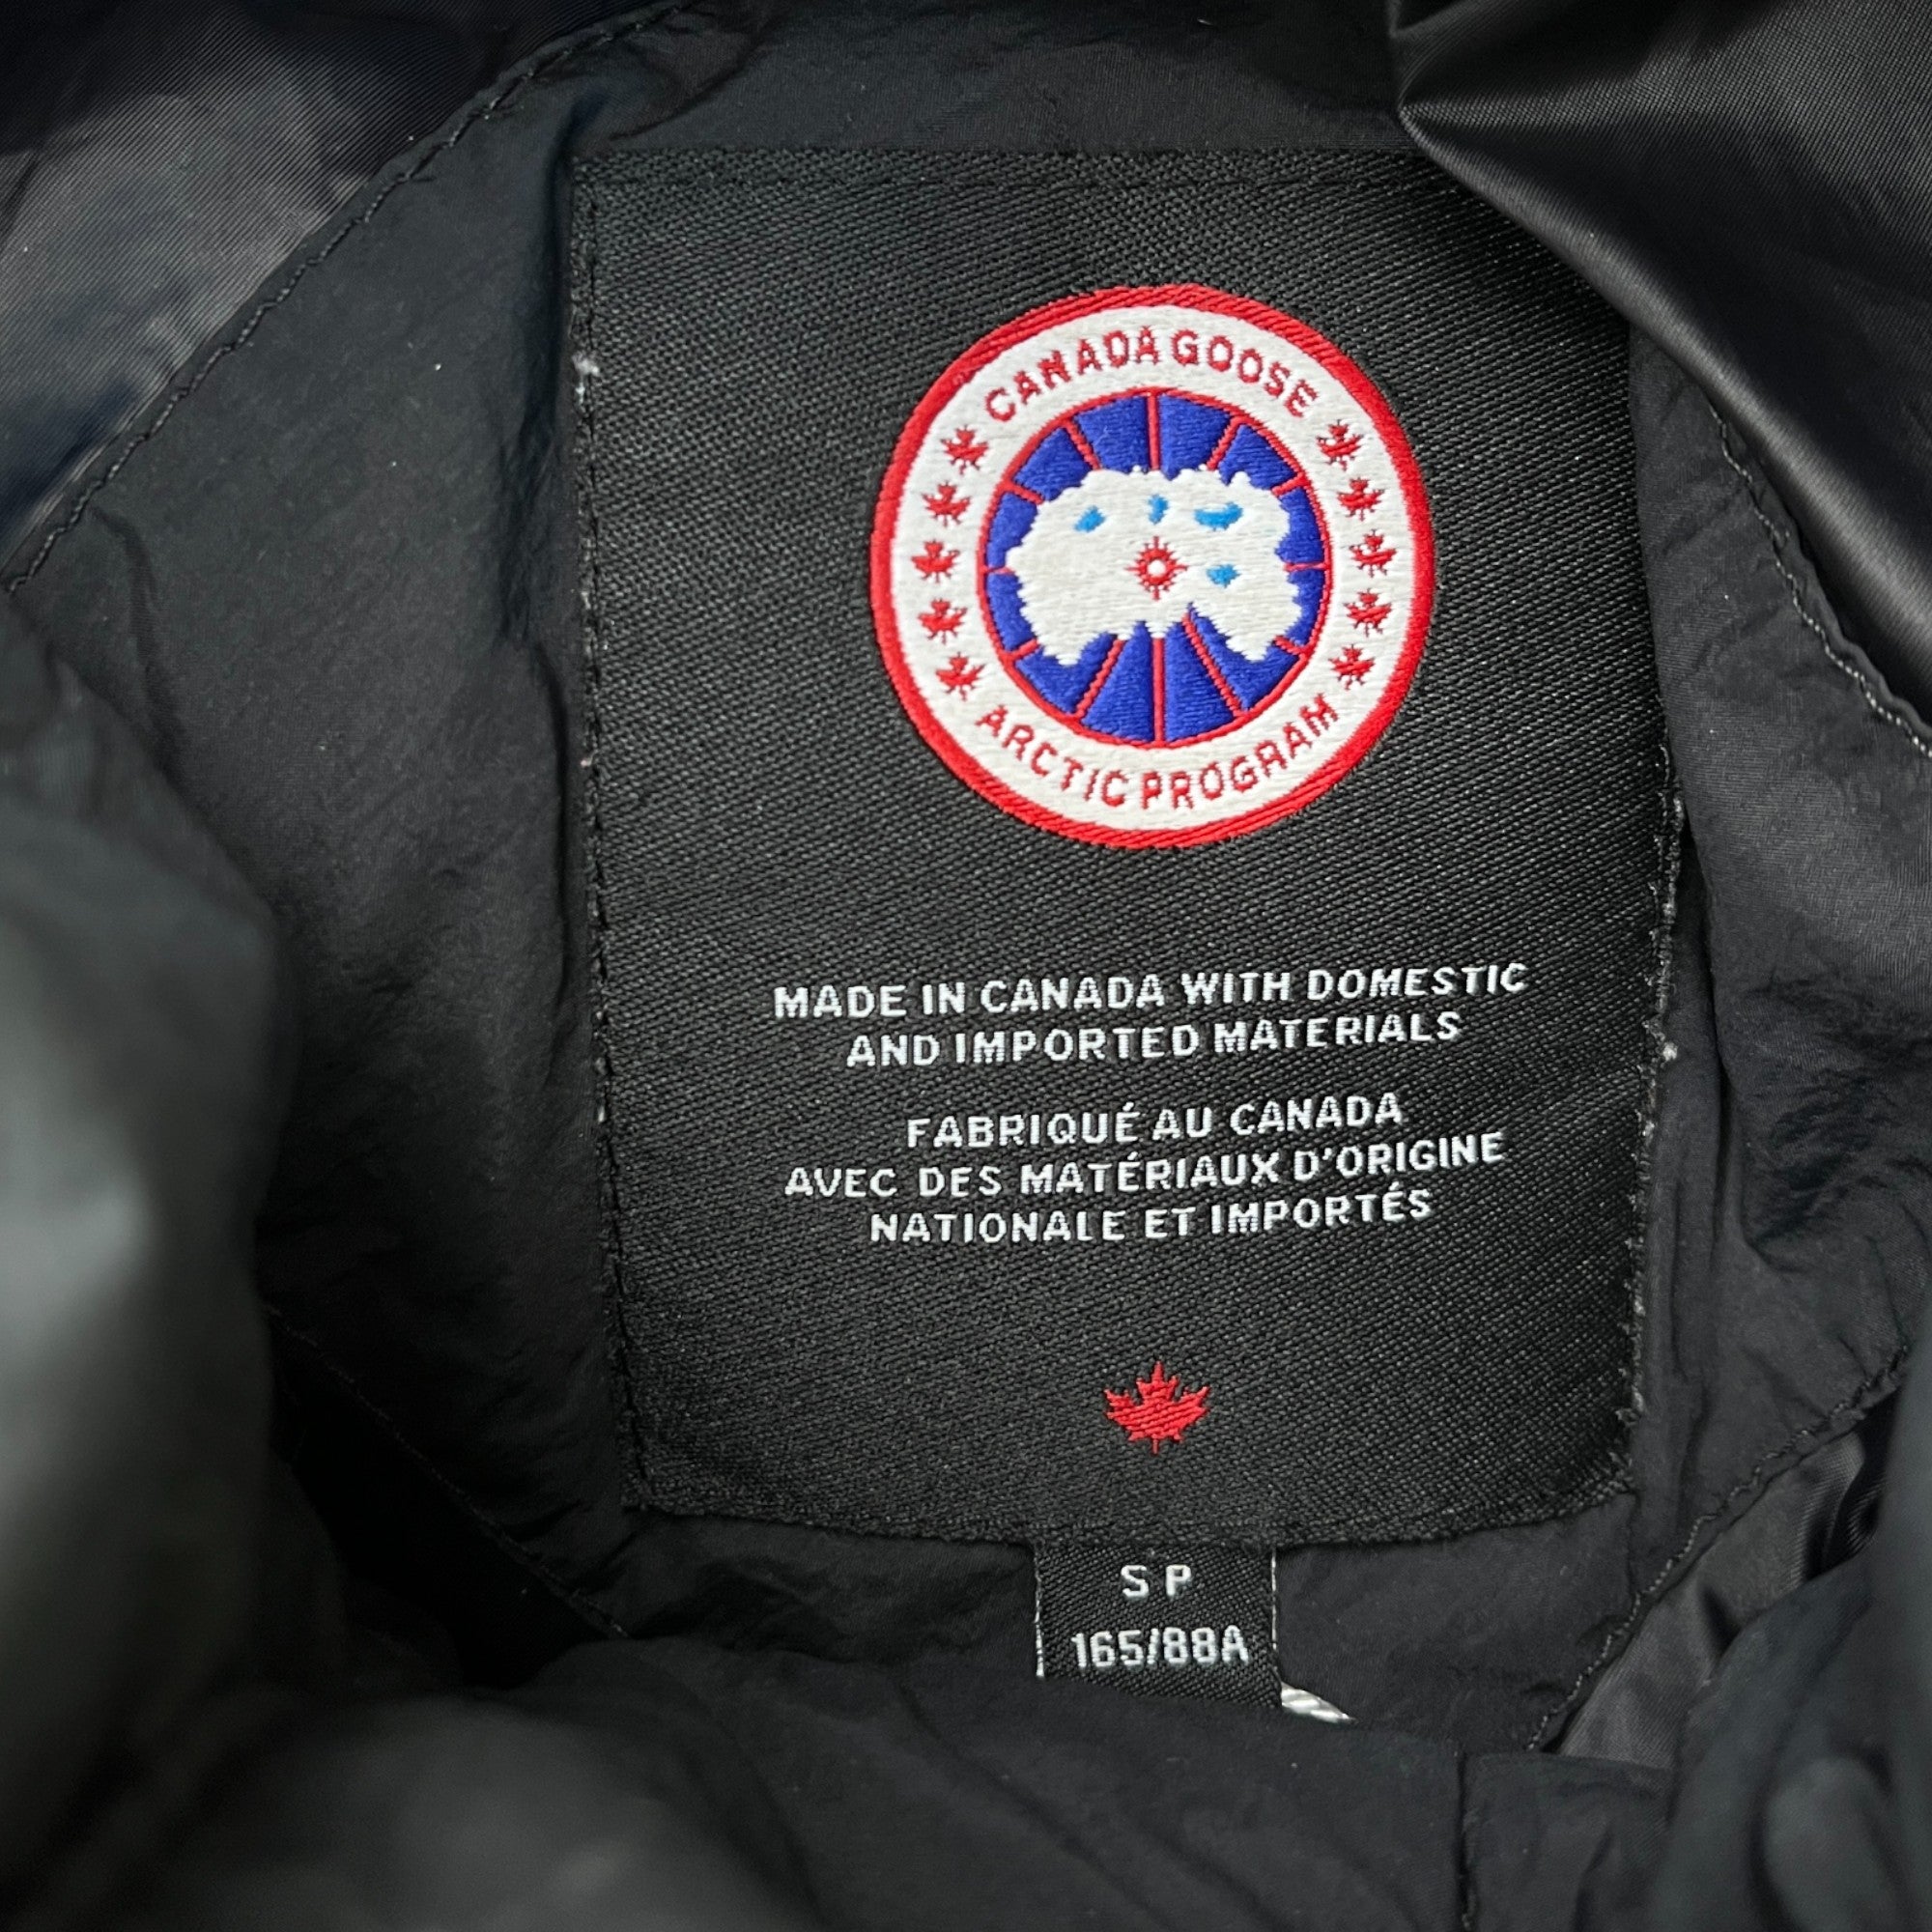 CANADA GOOSE
ARCTIC PROGRAM
MADE IN CANADA WITH DOMESTIC
AND IMPORTED MATERIALS
FABRIQUÉ AU CANADA
AVEC DES MATÉRIAUX D'ORIGINE
NATIONALE ET IMPORTÉS
S P
165/88A